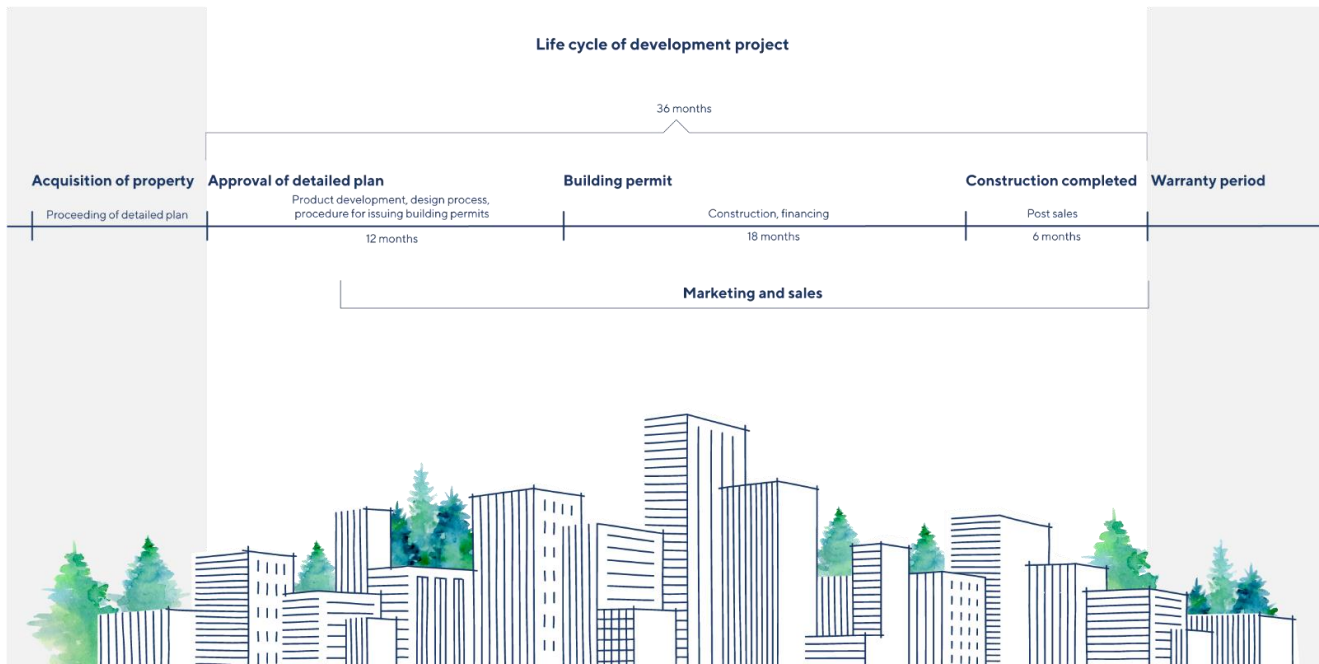 Life cycle of development project
36 months
Acquisition of property
Approval of detailed plan
Building permit
Construction completed
Warranty period
Proceeding of detailed plan
Product development, design process,
procedure for issuing building permits
Construction, financing
Post sales
12 months
18 months
6 months
Marketing and sales